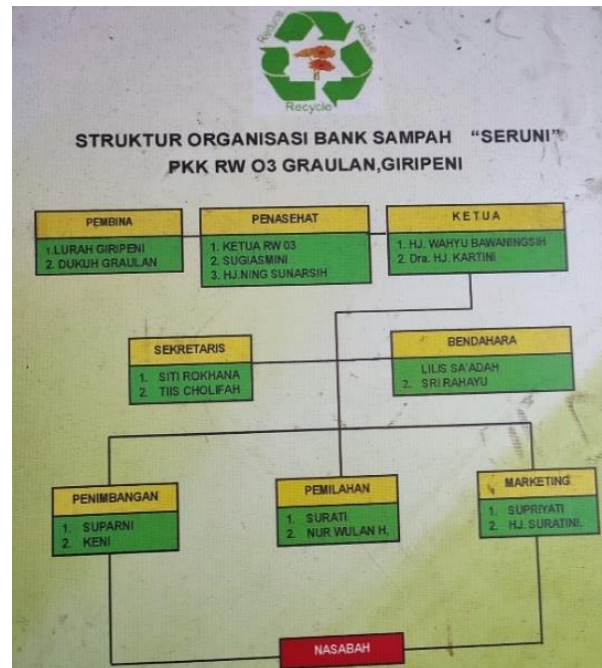 Reduce
Reuse
Recycle
STRUKTUR ORGANISASI BANK SAMPAH "SERUNI"
PKK RW O3 GRAULAN,GIRIPENI
PEMBINA
1.LURAH GIRIPENI
2. DUKUH GRAULAN
PENASEHAT
1. KETUA RW 03
2. SUGIASMINI
3. HJ.NING SUNARSIH
KETUA
1. HJ. WAHYU BAWANINGSIH
2. Dra. HJ. KARTINI
SEKRETARIS
1. SITI ROKHANA
2. TIIS CHOLIFAH
BENDAHARA
LILIS SA'ADAH
2. SRI RAHAYU
PENIMBANGAN
1. SUPARNI
2. KENI
PEMILAHAN
1. SURATI
2. NUR WULAN H,
MARKETING
1. SUPRIYATI
2. HJ. SURATINI.
NASABAH